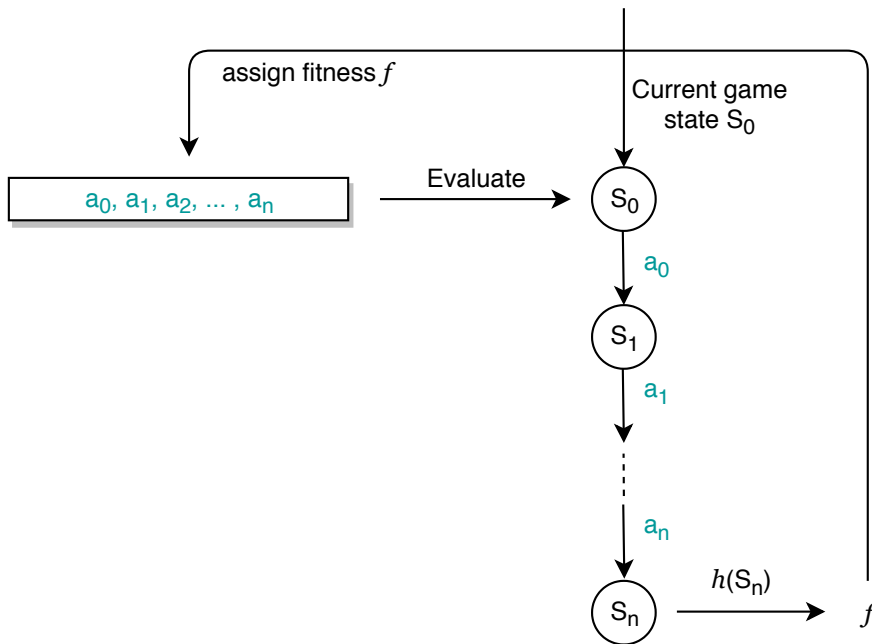 assign fitness f
Current game
state S₀
a₀, a₁, a₂, ... , aₙ
Evaluate
S₀
a₀
S₁
a₁
aₙ
Sₙ
h(Sₙ)
f